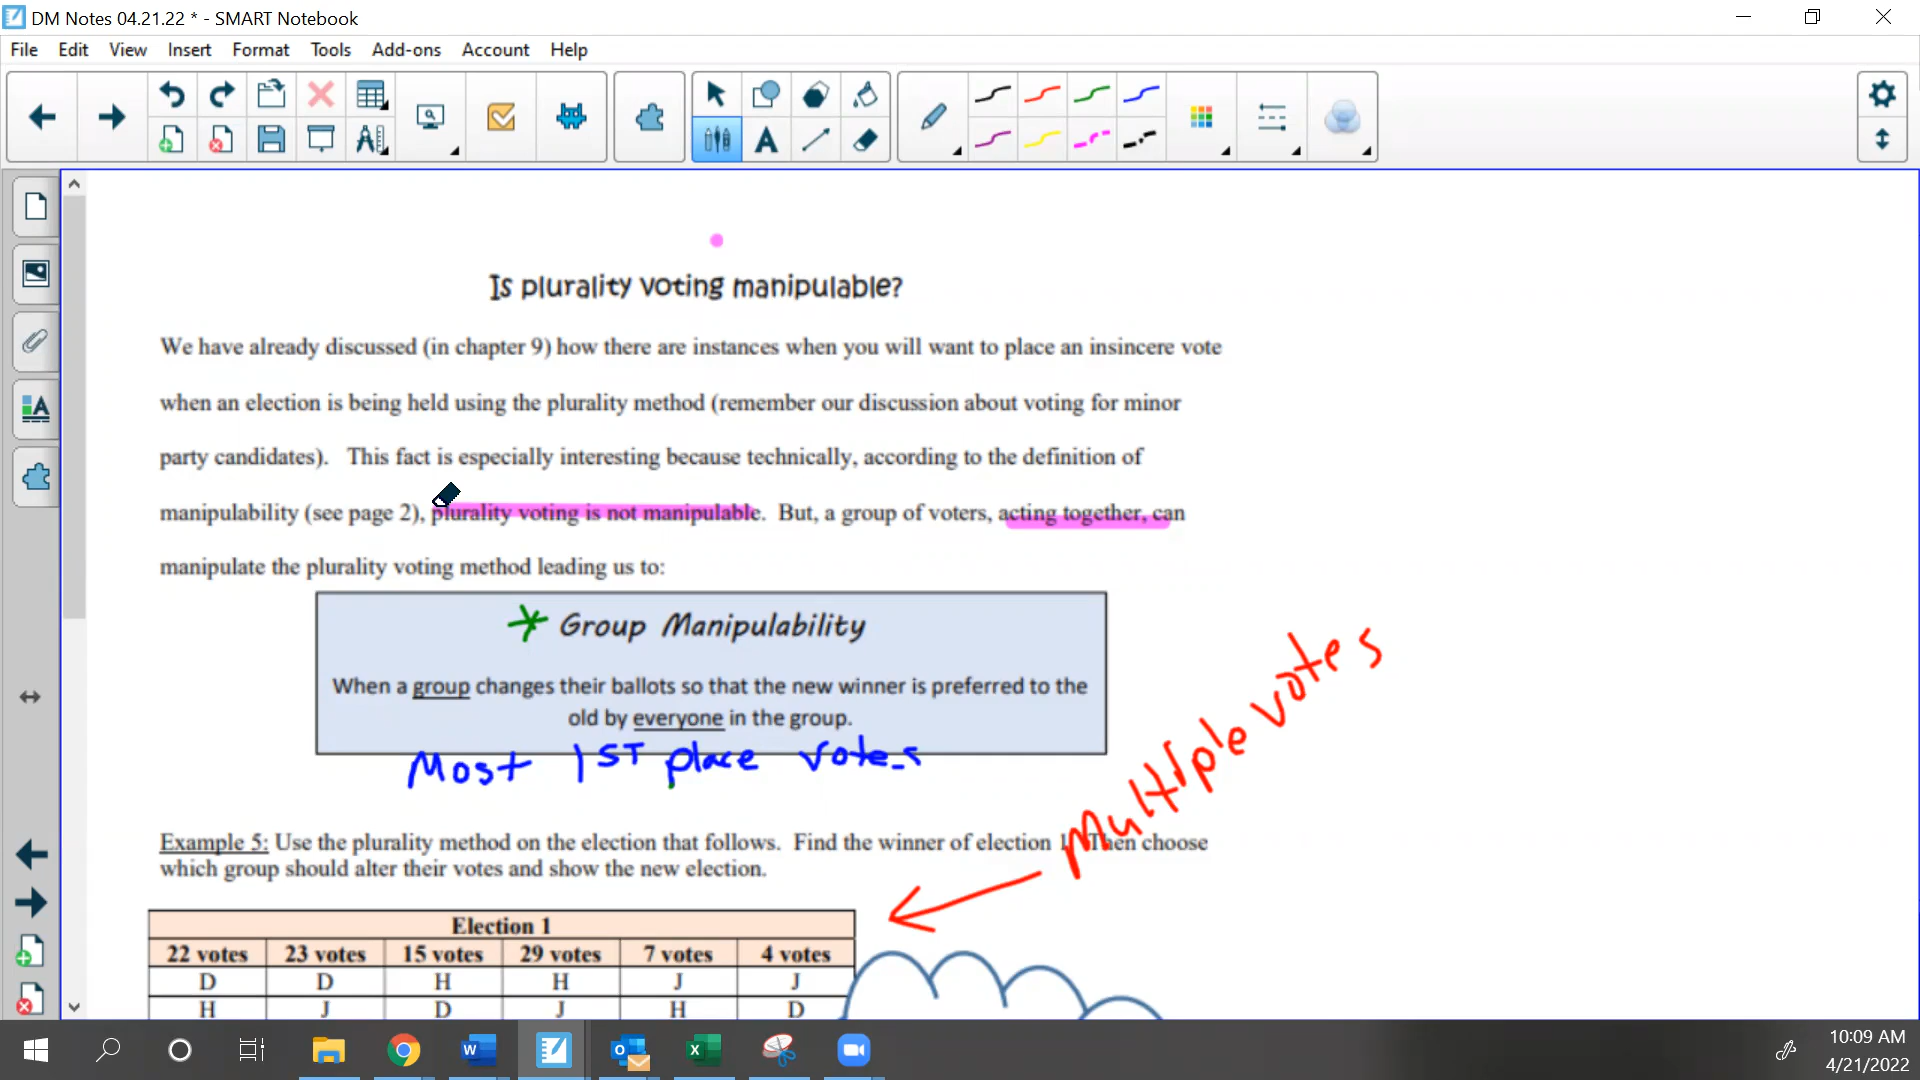 DM Notes 04.21.22 * - SMART Notebook
File Edit View Insert Format Tools Add-ons Account Help
Is plurality voting manipulable?
We have already discussed (in chapter 9) how there are instances when you will want to place an insincere vote
when an election is being held using the plurality method (remember our discussion about voting for minor
party candidates). This fact is especially interesting because technically, according to the definition of
manipulability (see page 2), plurality voting is not manipulable. But, a group of voters, acting together, can
manipulate the plurality voting method leading us to:
Group Manipulability
When a group changes their ballots so that the new winner is preferred to the
old by everyone in the group.
Most 1ST place votes
Multiple votes
Example 5: Use the plurality method on the election that follows. Find the winner of election 1. Then choose
which group should alter their votes and show the new election.
Election 1
22 votes 23 votes 15 votes 29 votes 7 votes 4 votes
D D H H J J
H J D J H D
10:09 AM
4/21/2022